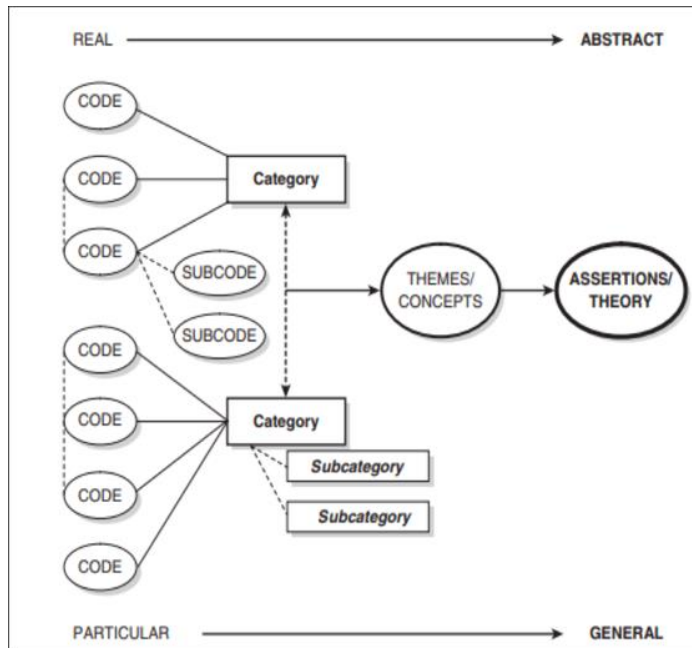 REAL
ABSTRACT
CODE
CODE
Category
CODE
SUBCODE
SUBCODE
THEMES/
CONCEPTS
ASSERTIONS/
THEORY
CODE
CODE
Category
Subcategory
CODE
Subcategory
CODE
PARTICULAR
GENERAL